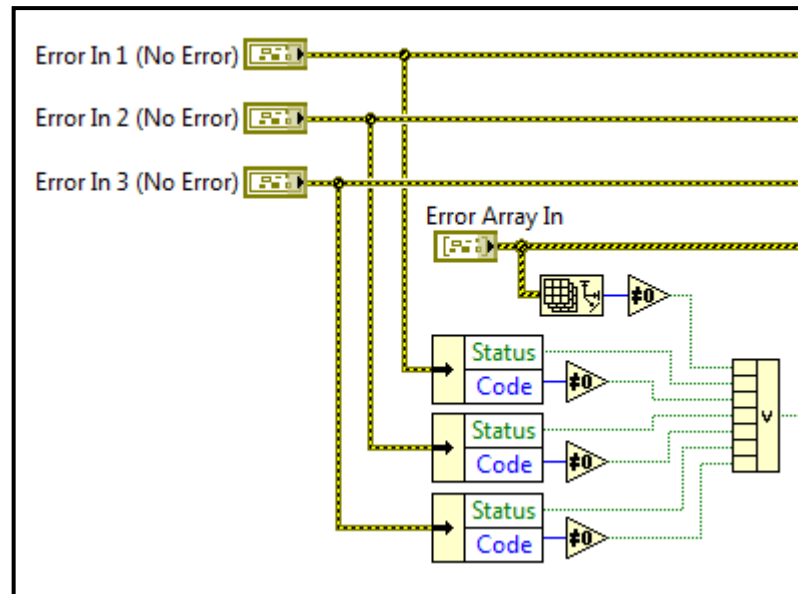 Error In 1 (No Error)
Error In 2 (No Error)
Error In 3 (No Error)
Error Array In
≠0
Status
Code ≠0
V
Status
Code ≠0
Status
Code ≠0